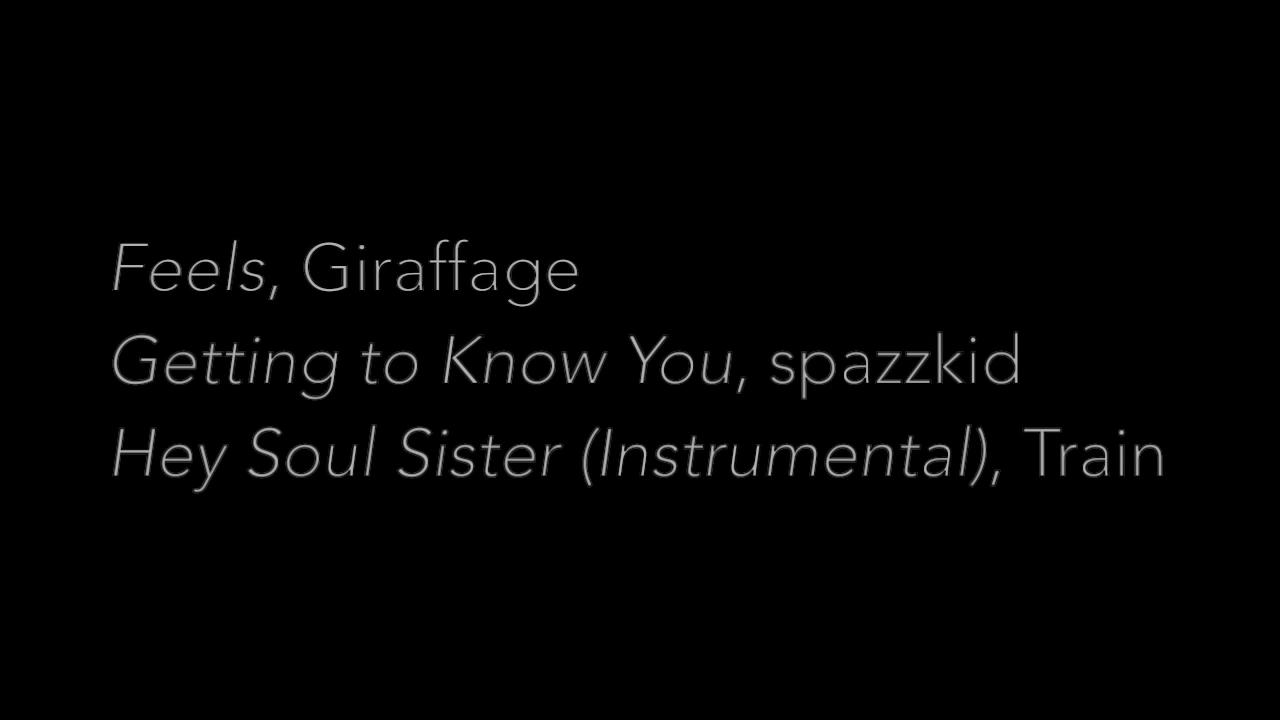 Feels, Giraffage
Getting to Know You, spazzkid
Hey Soul Sister (Instrumental), Train